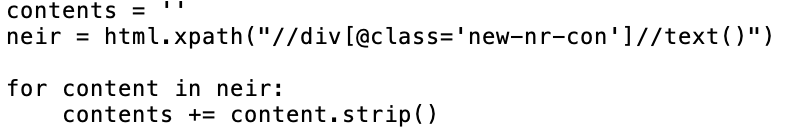 contents = ''
neir = html.xpath("//div[@class='new-nr-con']//text()")
for content in neir:
    contents += content.strip()